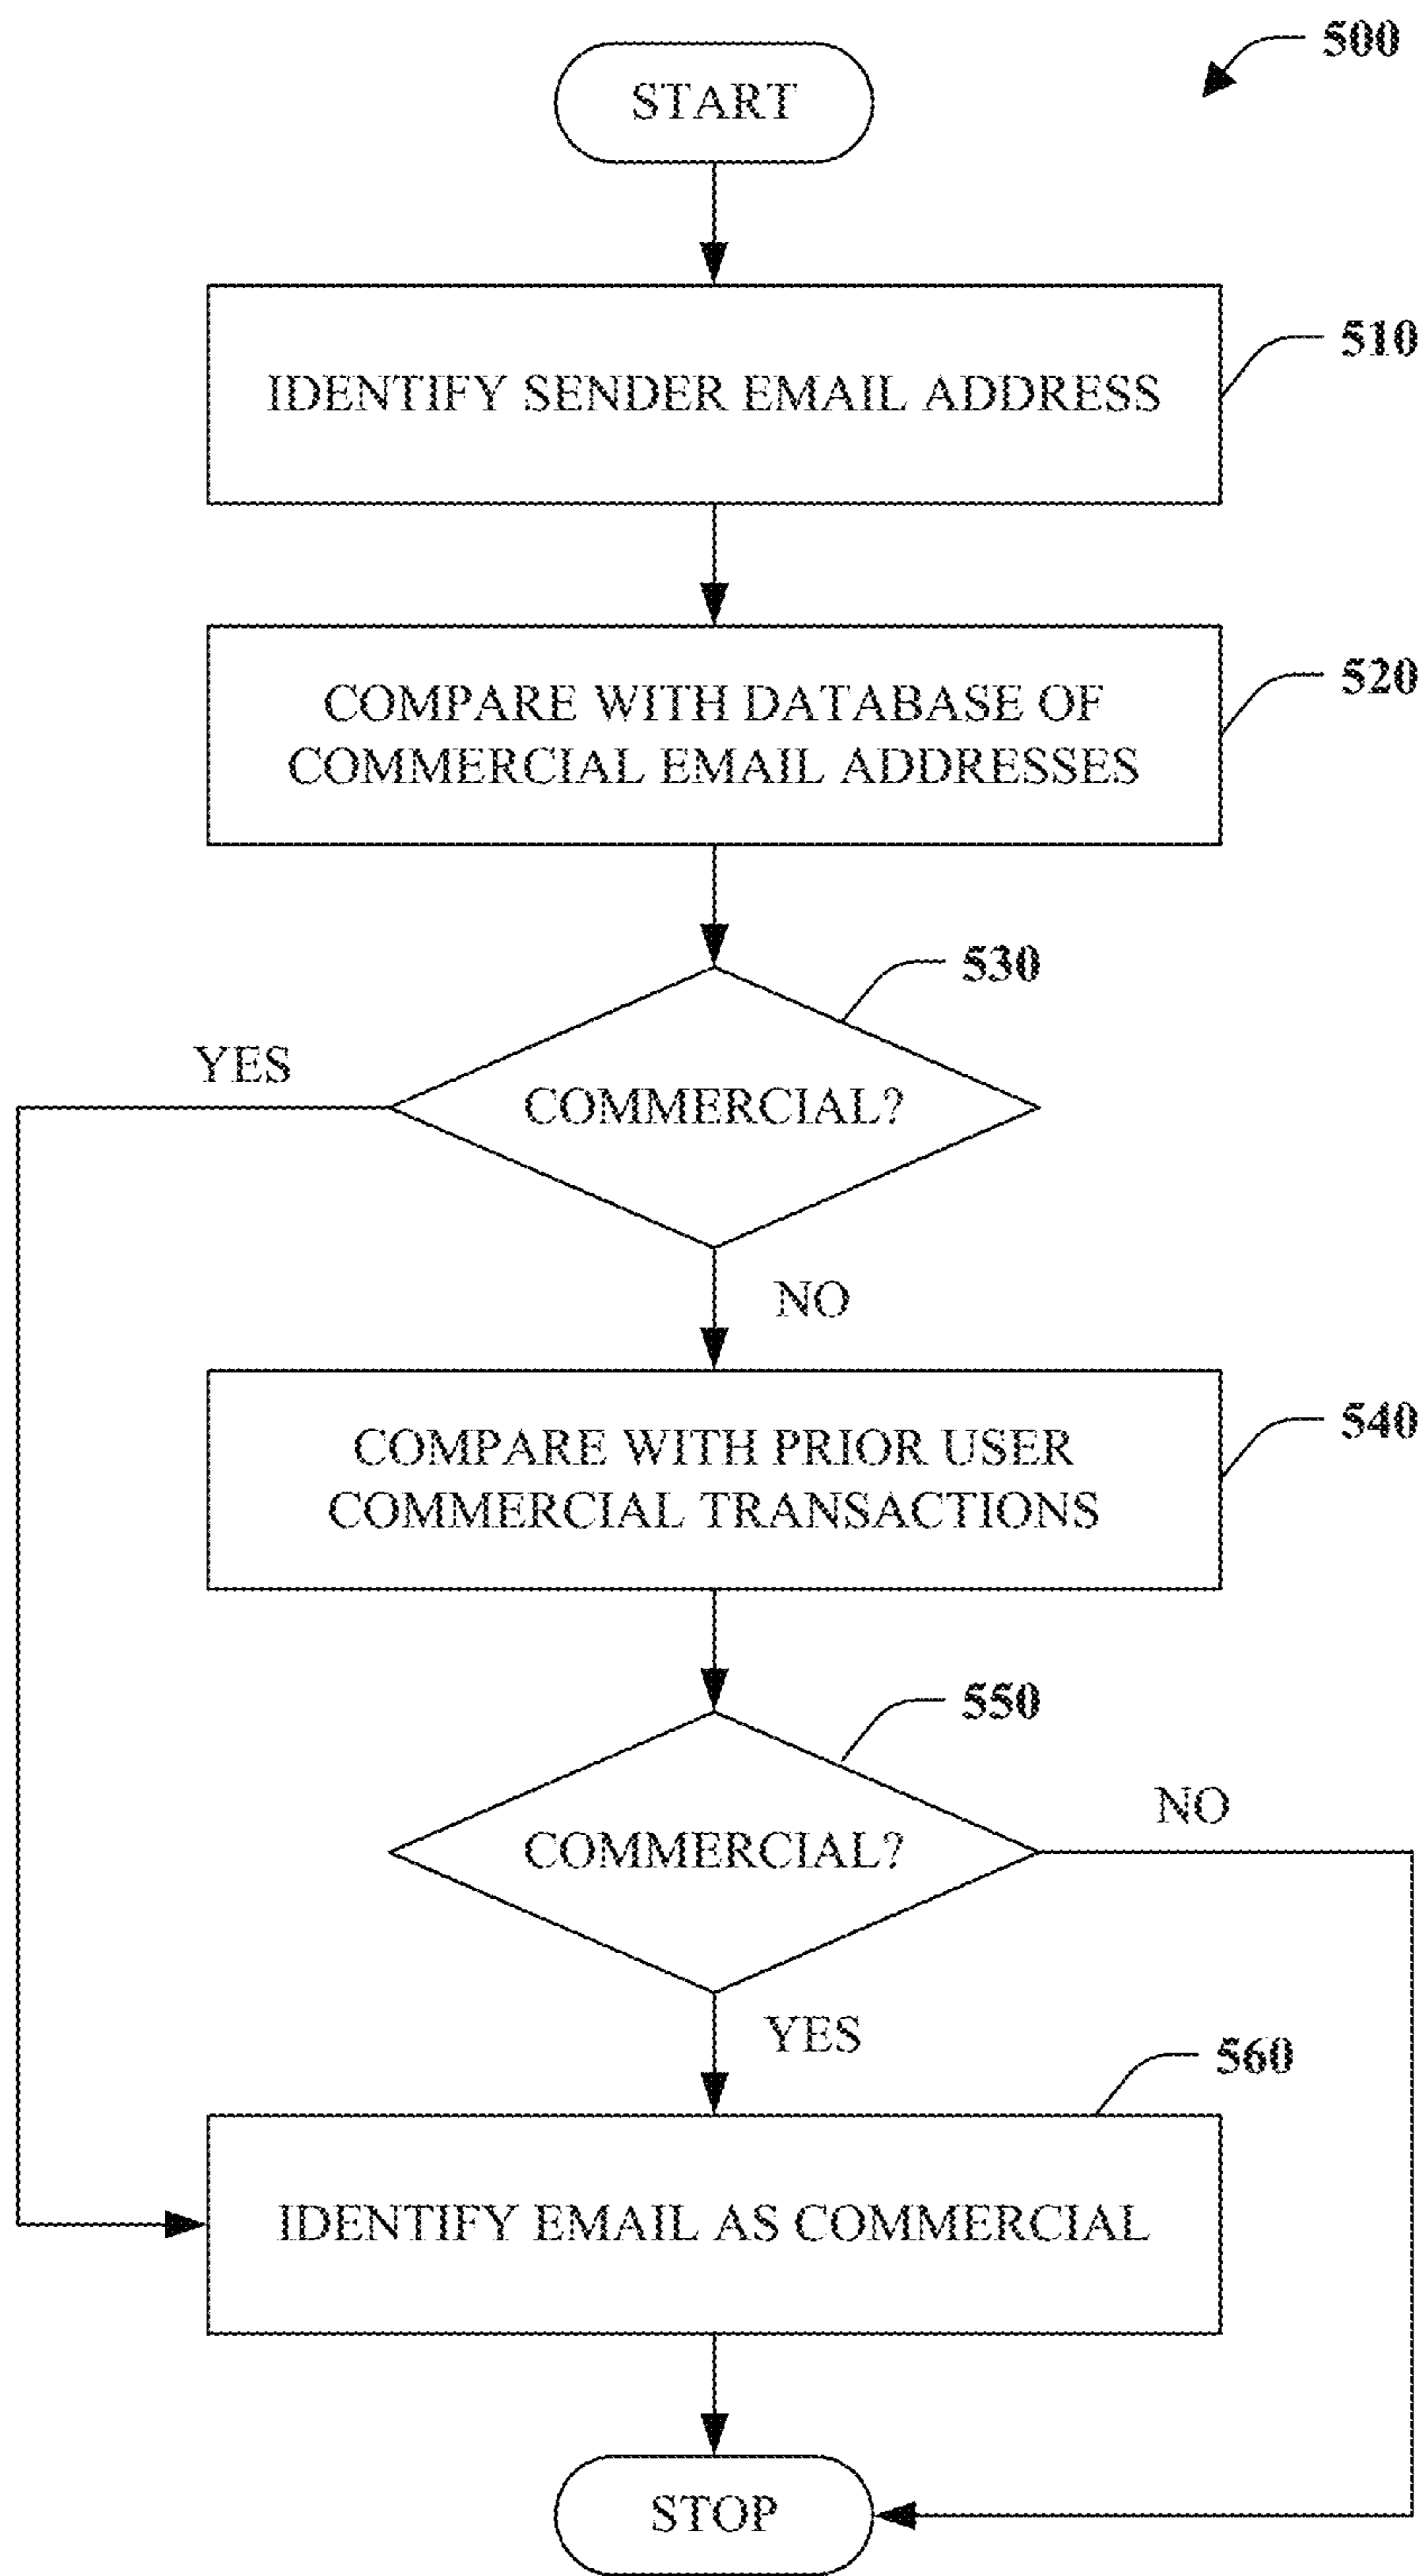 500
START
510
IDENTIFY SENDER EMAIL ADDRESS
520
COMPARE WITH DATABASE OF
COMMERCIAL EMAIL ADDRESSES
530
YES
COMMERCIAL?
NO
540
COMPARE WITH PRIOR USER
COMMERCIAL TRANSACTIONS
550
NO
COMMERCIAL?
YES
560
IDENTIFY EMAIL AS COMMERCIAL
STOP